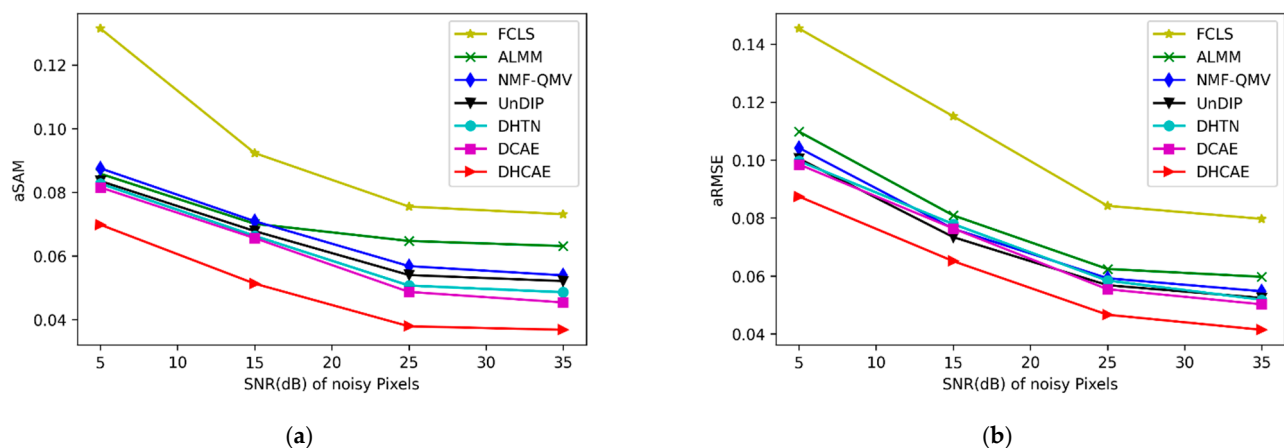 aSAM
0.12
0.10
0.08
0.06
0.04
5
10
15
20
25
30
35
SNR(dB) of noisy Pixels
FCLS
ALMM
NMF-QMV
UnDIP
DHTN
DCAE
DHCAE
(a)
aRMSE
0.14
0.12
0.10
0.08
0.06
0.04
5
10
15
20
25
30
35
SNR(dB) of noisy Pixels
FCLS
ALMM
NMF-QMV
UnDIP
DHTN
DCAE
DHCAE
(b)